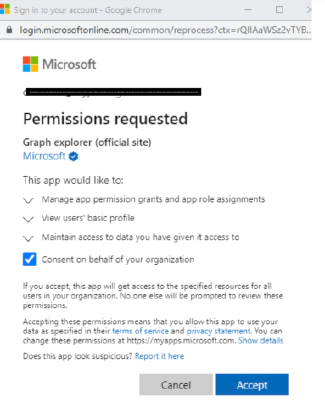 Sign in to your account - Google Chrome
login.microsoftonline.com/common/reprocess?ctx=rQIIAaWSz2vTYB...
Microsoft
Permissions requested
Graph explorer (official site)
Microsoft
This app would like to:
Manage app permission grants and app role assignments
View users' basic profile
Maintain access to data you have given it access to
Consent on behalf of your organization
If you accept, this app will get access to the specified resources for all
users in your organization. No one else will be prompted to review these
permissions.
Accepting these permissions means that you allow this app to use your
data as specified in their terms of service and privacy statement. You can
change these permissions at https://myapps.microsoft.com. Show details
Does this app look suspicious? Report it here
Cancel
Accept